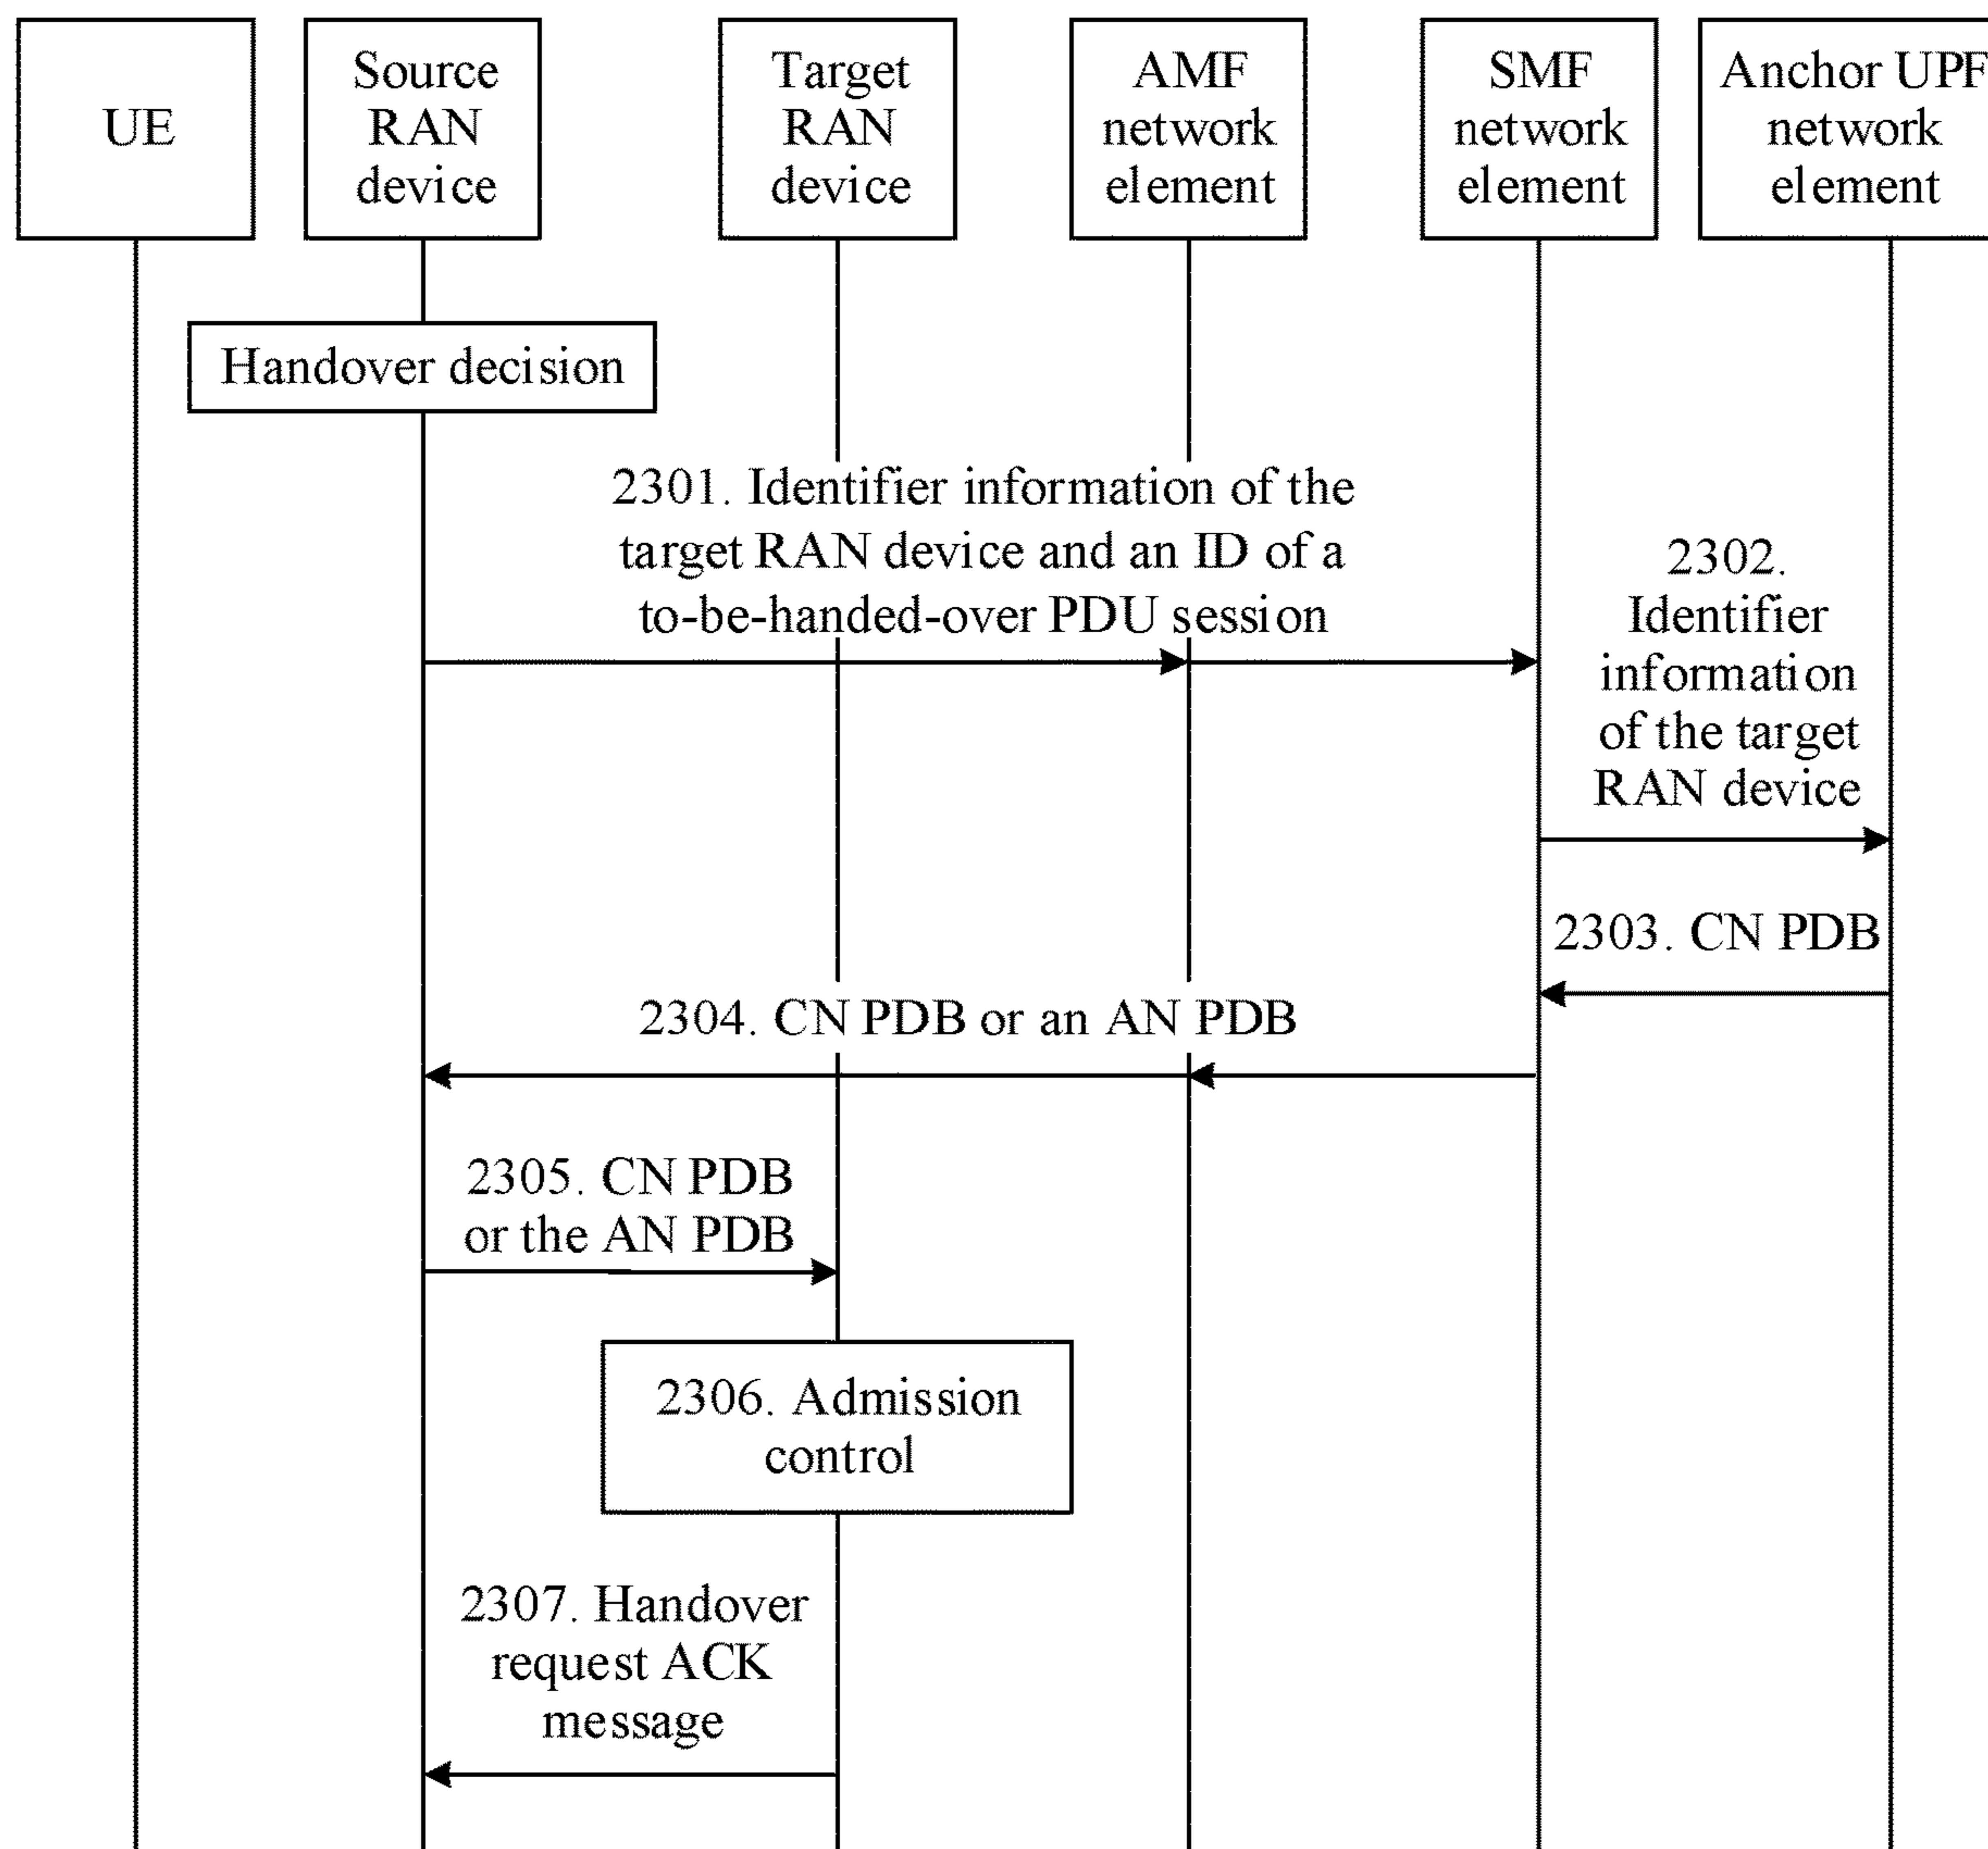 UE
Source
RAN
device
Target
RAN
device
AMF
network
element
SMF
network
element
Anchor UPF
network
element
Handover decision
2301. Identifier information of the
target RAN device and an ID of a
to-be-handed-over PDU session
2302.
Identifier
information
of the target
RAN device
2303. CN PDB
2304. CN PDB or an AN PDB
2305. CN PDB
or the AN PDB
2306. Admission
control
2307. Handover
request ACK
message